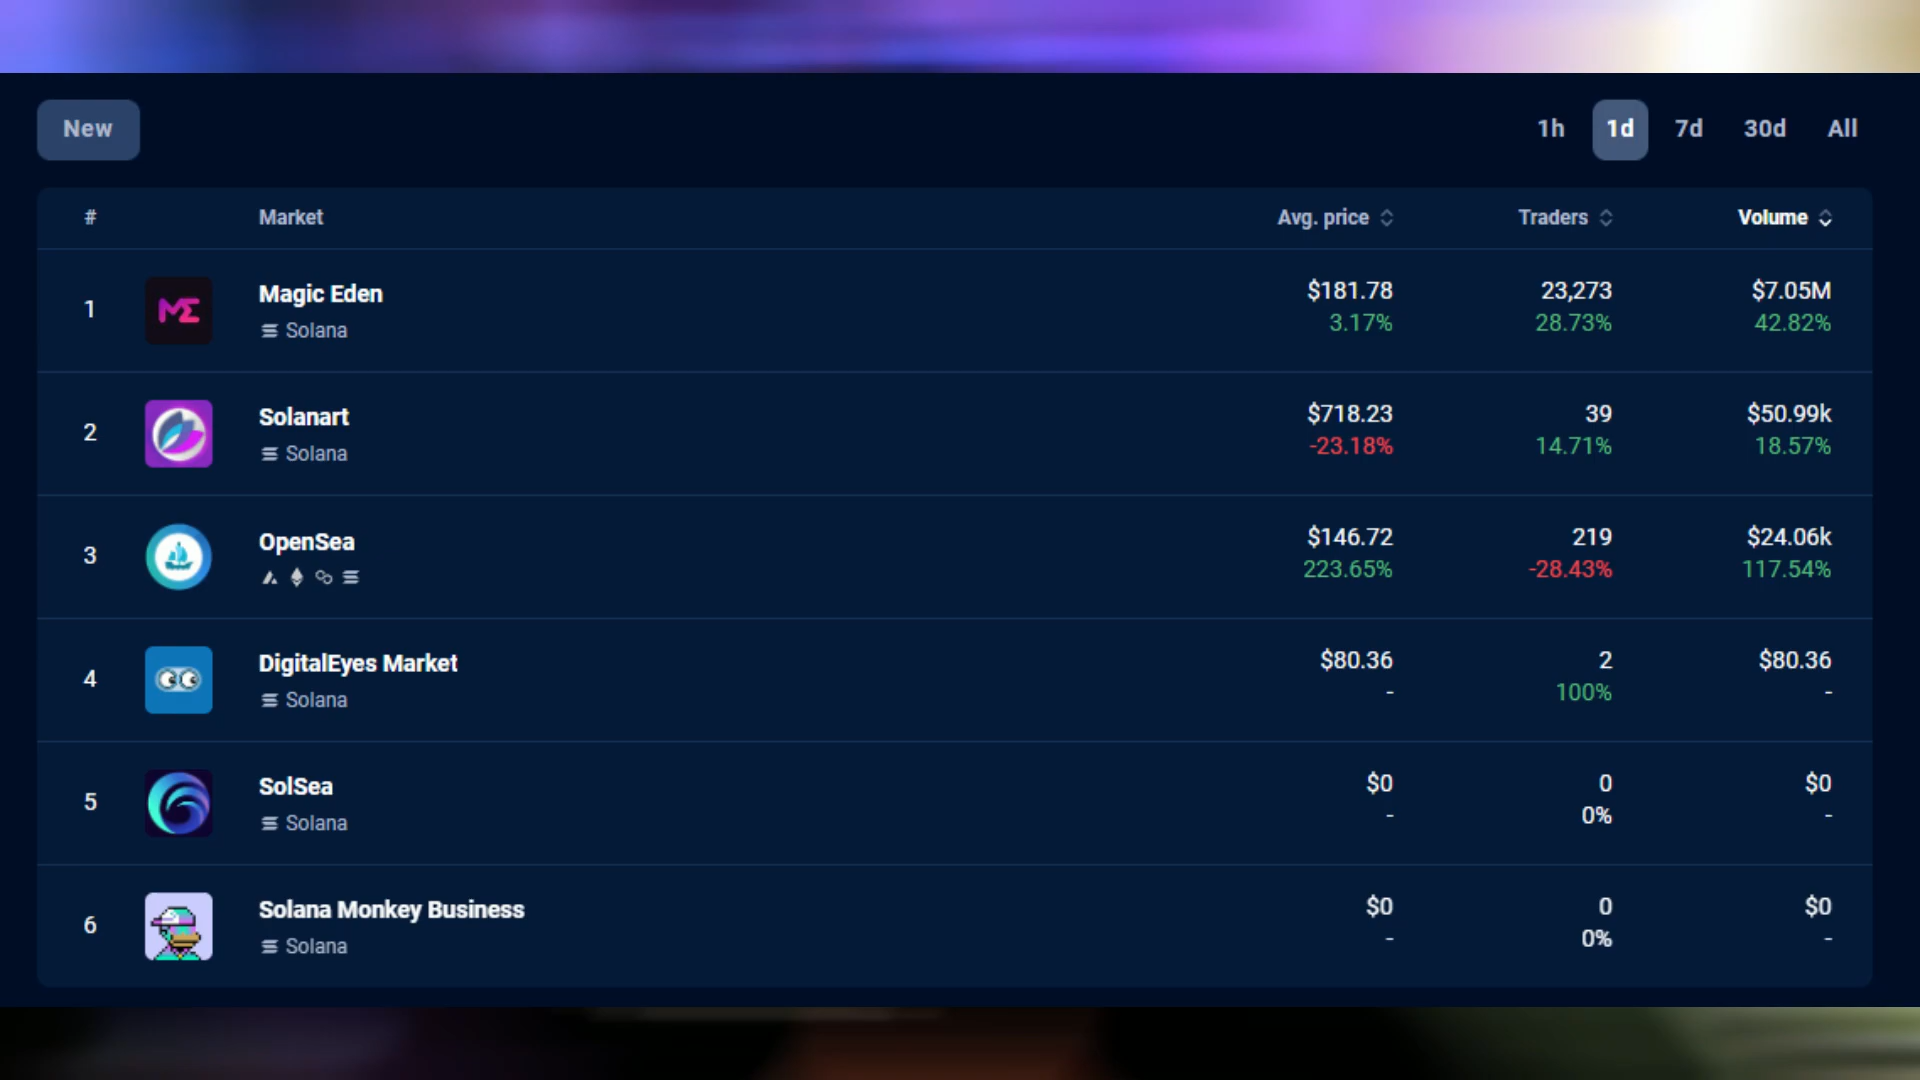 New
1h 1d 7d 30d All
# Market Avg. price Traders Volume
1 Magic Eden $181.78 23,273 $7.05M
Solana 3.17% 28.73% 42.82%
2 Solanart $718.23 39 $50.99k
Solana -23.18% 14.71% 18.57%
3 OpenSea $146.72 219 $24.06k
223.65% -28.43% 117.54%
4 DigitalEyes Market $80.36 2 $80.36
Solana - 100% -
5 SolSea $0 0 $0
Solana - 0% -
6 Solana Monkey Business $0 0 $0
Solana - 0% -